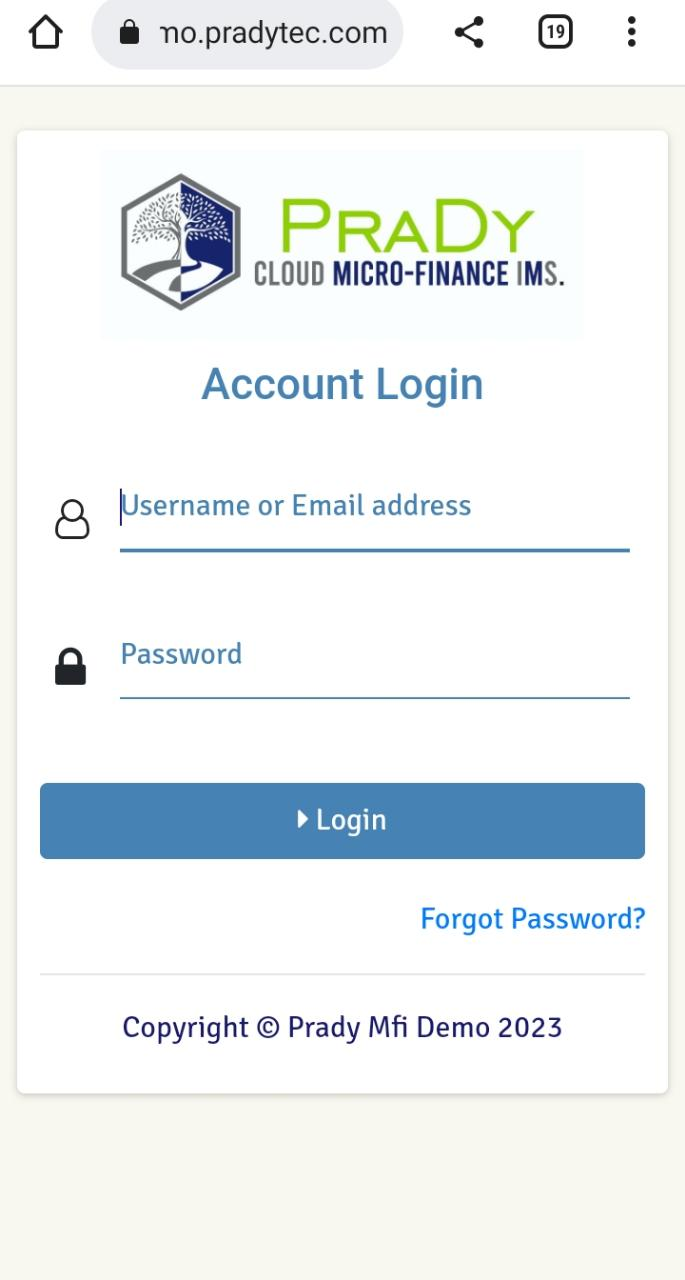 mo.pradytec.com
19
PRADY
CLOUD MICRO-FINANCE IMS.
Account Login
Username or Email address
Password
Login
Forgot Password?
Copyright © Prady Mfi Demo 2023